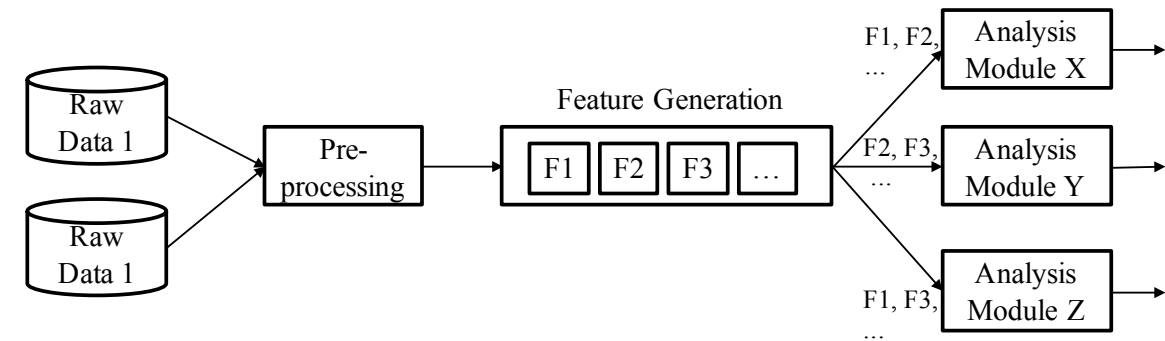 Raw
Data 1
Raw
Data 1
Pre-
processing
Feature Generation
F1 F2 F3 ...
F1, F2,
...
Analysis
Module X
F2, F3,
...
Analysis
Module Y
F1, F3,
...
Analysis
Module Z